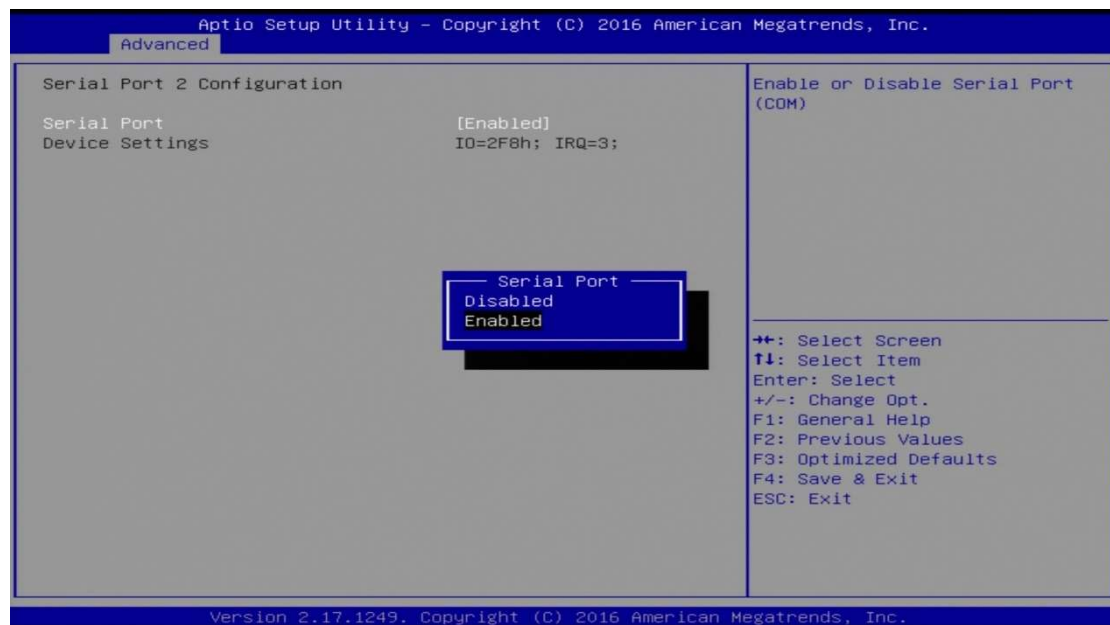 Aptio Setup Utility – Copyright (C) 2016 American Megatrends, Inc.
Advanced
Serial Port 2 Configuration
Serial Port [Enabled]
Device Settings IO=2F8h; IRQ=3;
Serial Port
Disabled
Enabled
Enable or Disable Serial Port
(COM)
→←: Select Screen
↑↓: Select Item
Enter: Select
+/-: Change Opt.
F1: General Help
F2: Previous Values
F3: Optimized Defaults
F4: Save & Exit
ESC: Exit
Version 2.17.1249. Copyright (C) 2016 American Megatrends, Inc.